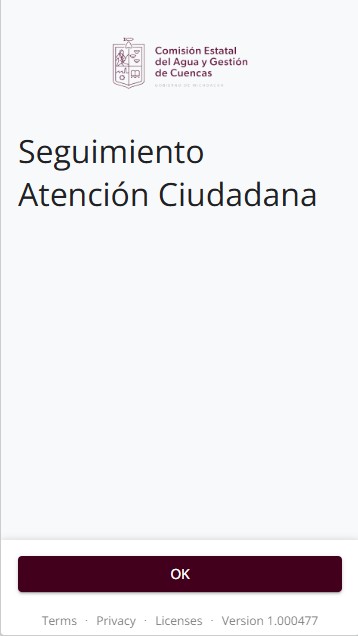 Comisión Estatal
del Agua y Gestión
de Cuencas
GOBIERNO DE MICHOACÁN
Seguimiento
Atención Ciudadana
OK
Terms · Privacy · Licenses · Version 1.000477